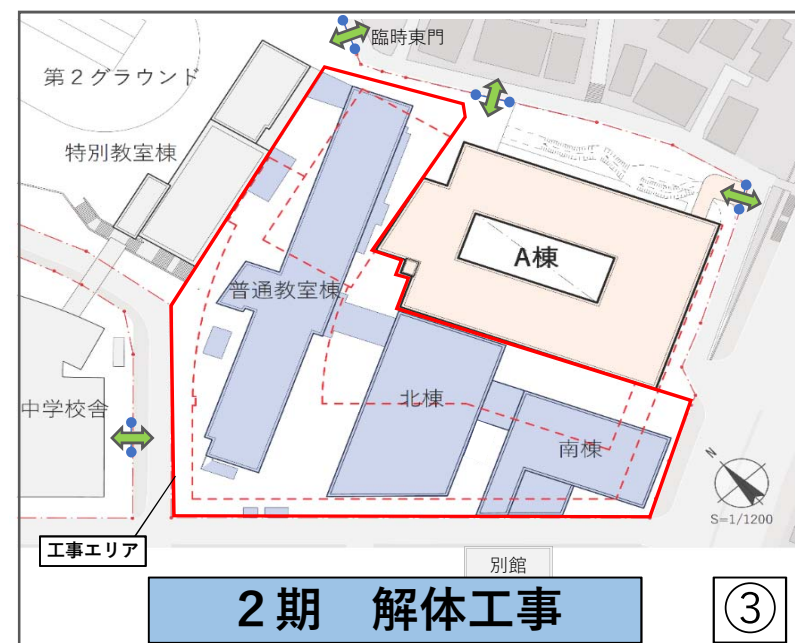 臨時東門
第２グラウンド
特別教室棟
A棟
普通教室棟
北棟
中学校舎
南棟
N
S=1/1200
工事エリア
別館
２期　解体工事
③